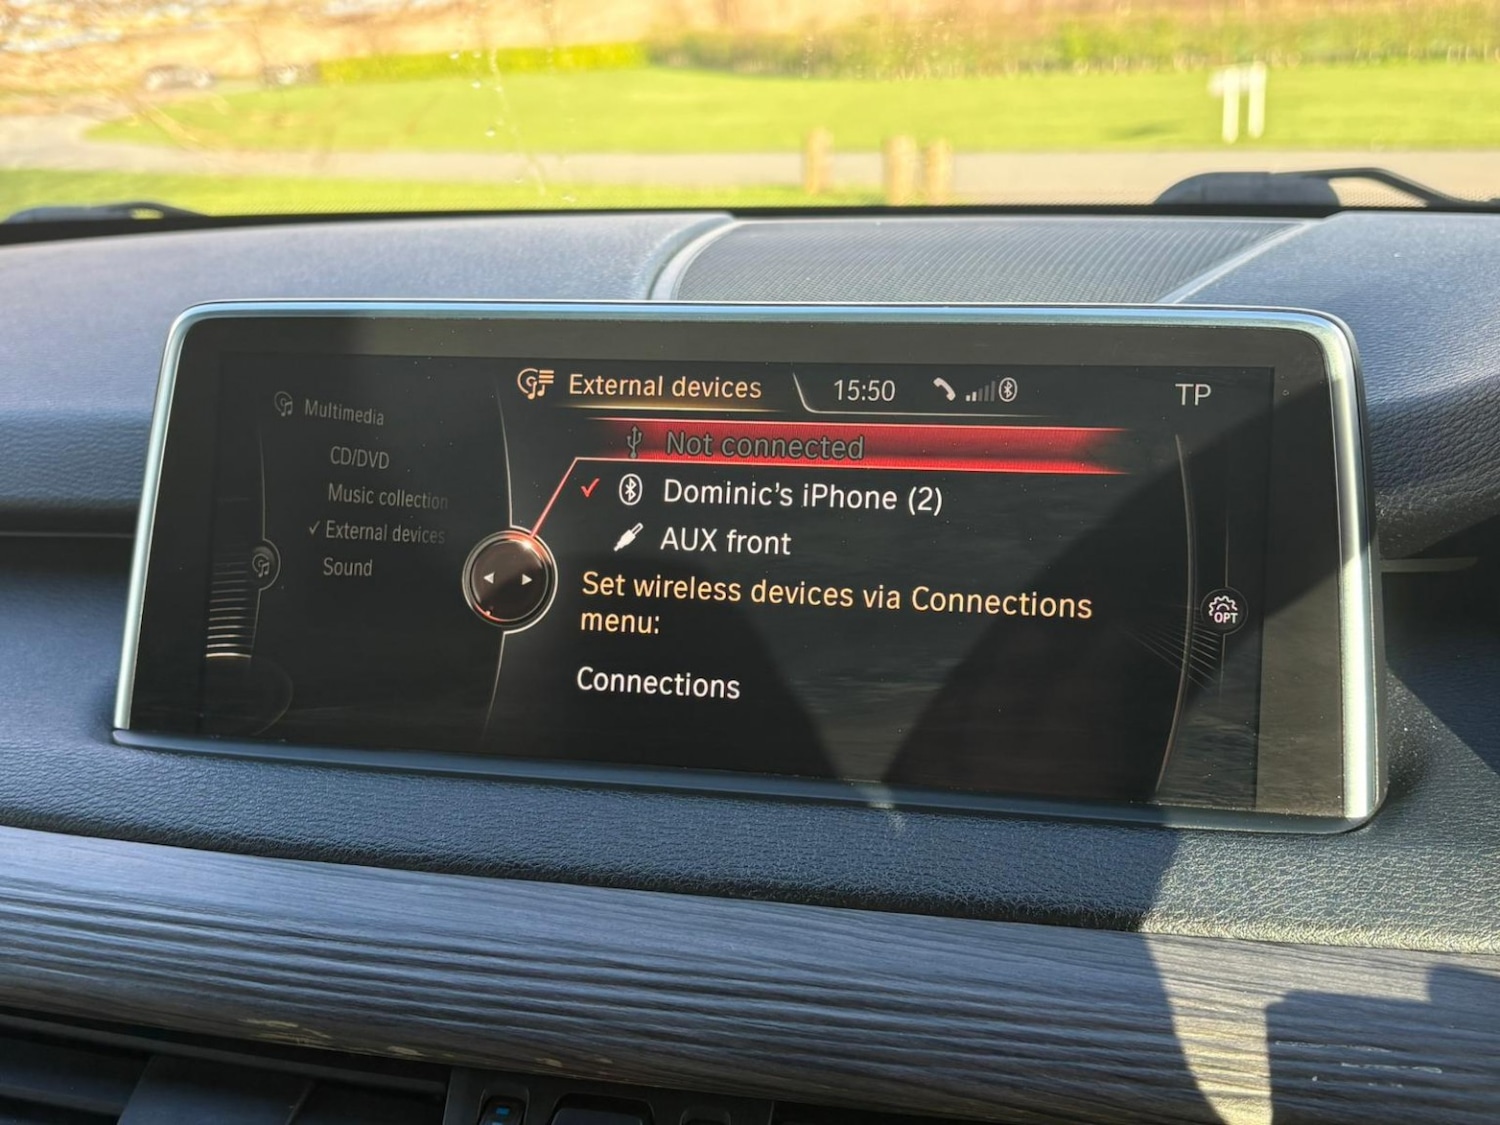 External devices 15:50 TP
Multimedia
CD/DVD
Music collection
✓ External devices
Sound
Not connected
✓ Dominic's iPhone (2)
AUX front
Set wireless devices via Connections
menu:
Connections
OPT